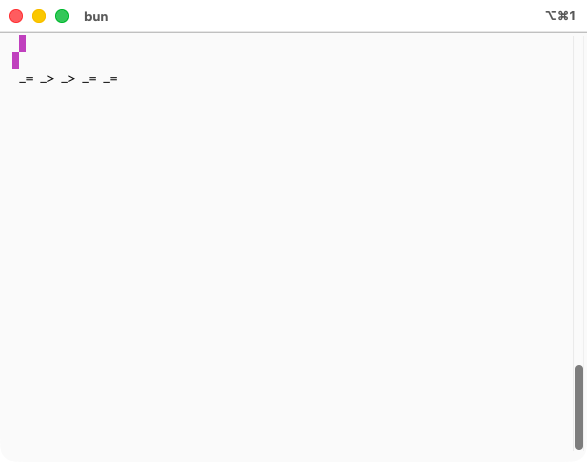 bun
⌥⌘1
_= _> _> _= _=